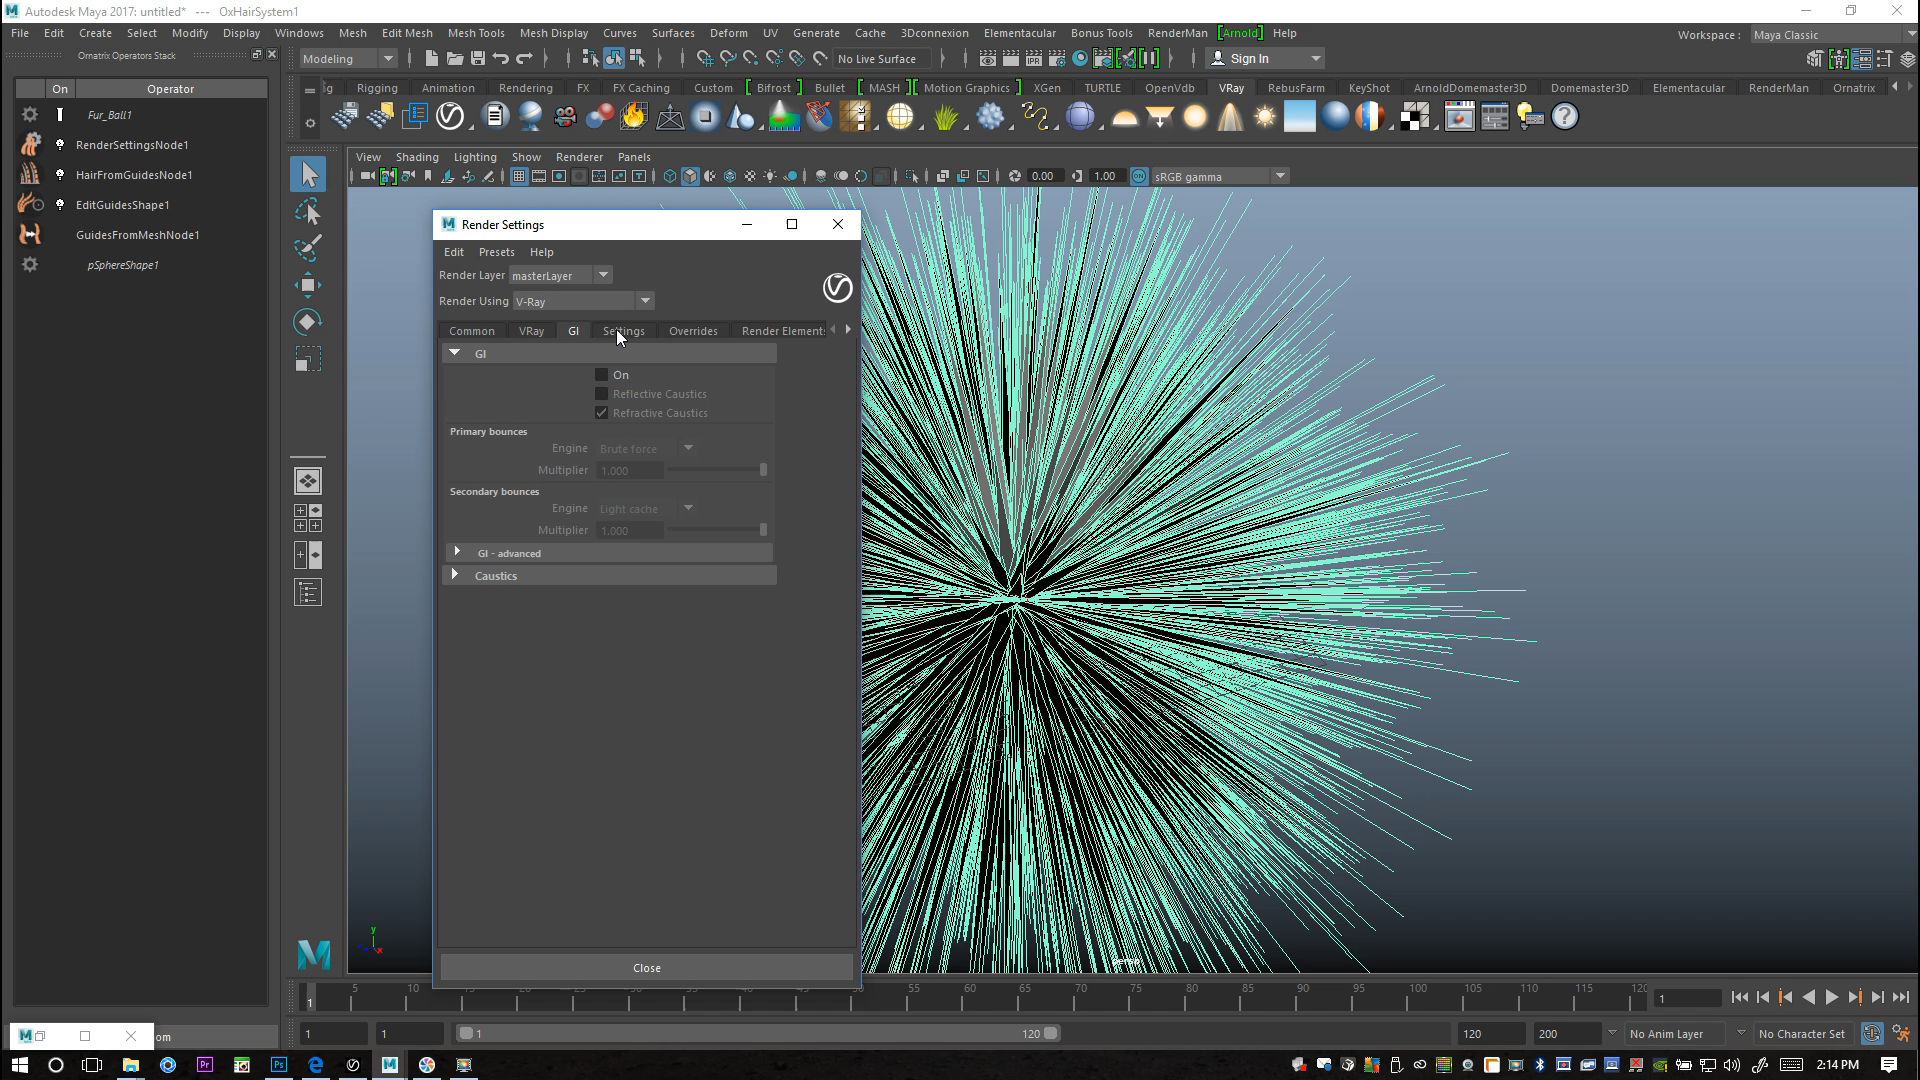 Autodesk Maya 2017: untitled* --- OxHairSystem1
File Edit Create Select Modify Display Windows Mesh Edit Mesh Mesh Tools Mesh Display Curves Surfaces Deform UV Generate Cache 3Dconnexion Elementacular Bonus Tools RenderMan [Arnold] Help
Workspace : Maya Classic
Ornatrix Operators Stack
Modeling
No Live Surface
IPR
Sign In
On Operator
Fur_Ball1
RenderSettingsNode1
HairFromGuidesNode1
EditGuidesShape1
GuidesFromMeshNode1
pSphereShape1
g Rigging Animation Rendering FX FX Caching Custom [ Bifrost ] Bullet [ MASH ] [ Motion Graphics ] XGen TURTLE OpenVdb VRay RebusFarm KeyShot ArnoldDomemaster3D Domemaster3D Elementacular RenderMan Ornatrix
View Shading Lighting Show Renderer Panels
0.00 1.00 ON sRGB gamma
Render Settings
Edit Presets Help
Render Layer masterLayer
Render Using V-Ray
Common VRay GI Settings Overrides Render Element
GI
On
Reflective Caustics
Refractive Caustics
Primary bounces
Engine Brute force
Multiplier 1.000
Secondary bounces
Engine Light cache
Multiplier 1.000
GI - advanced
Caustics
Close
persp
y
x
5 10 55 60 65 70 75 80 85 90 95 100 105 110 115 120
1
1
1 1 1 120 120 200 No Anim Layer No Character Set
om
Pr Ps
2:14 PM